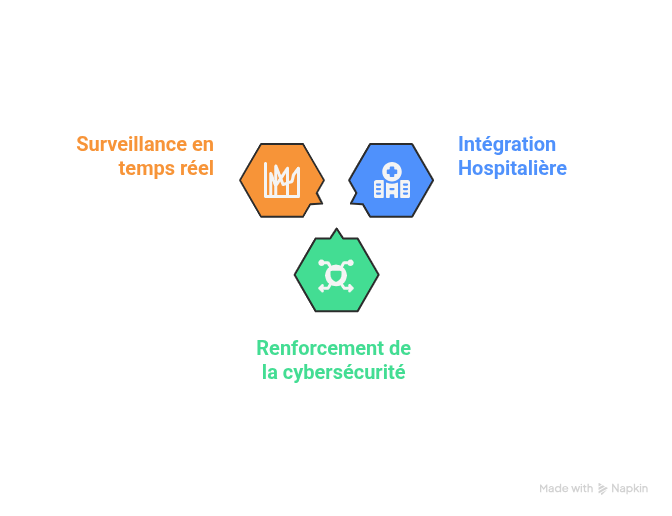 Surveillance en
temps réel
Intégration
Hospitalière
Renforcement de
la cybersécurité
Made with Napkin